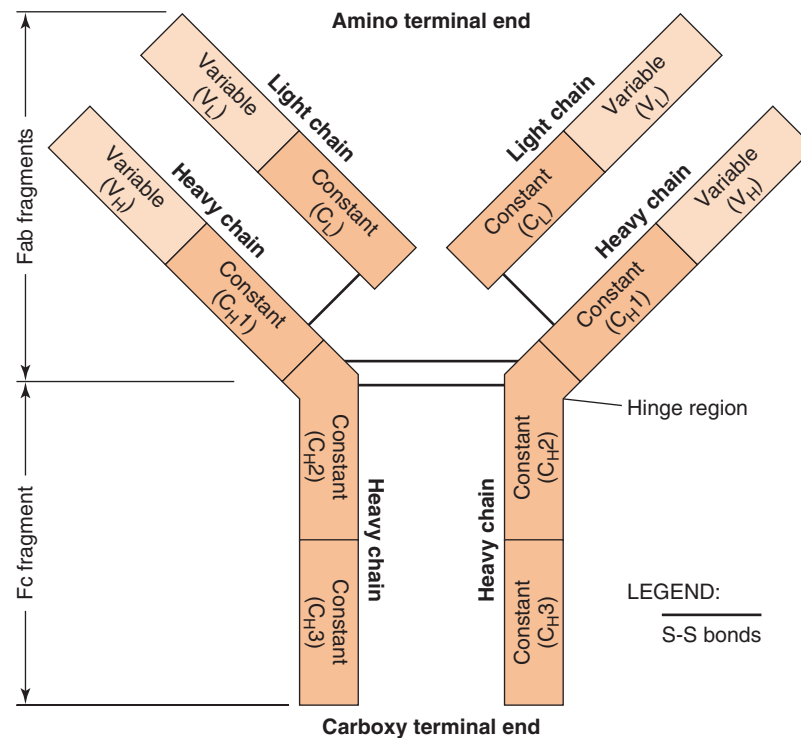 Amino terminal end
Fab fragments
Fc fragment
Variable
(VL)
Light chain
Constant
(CL)
Variable
(VH)
Heavy chain
Constant
(CH1)
Light chain
Variable
(VL)
Constant
(CL)
Heavy chain
Variable
(VH)
Constant
(CH1)
Hinge region
Constant
(CH2)
Heavy chain
Constant
(CH3)
Heavy chain
Constant
(CH2)
Constant
(CH3)
LEGEND:
S-S bonds
Carboxy terminal end